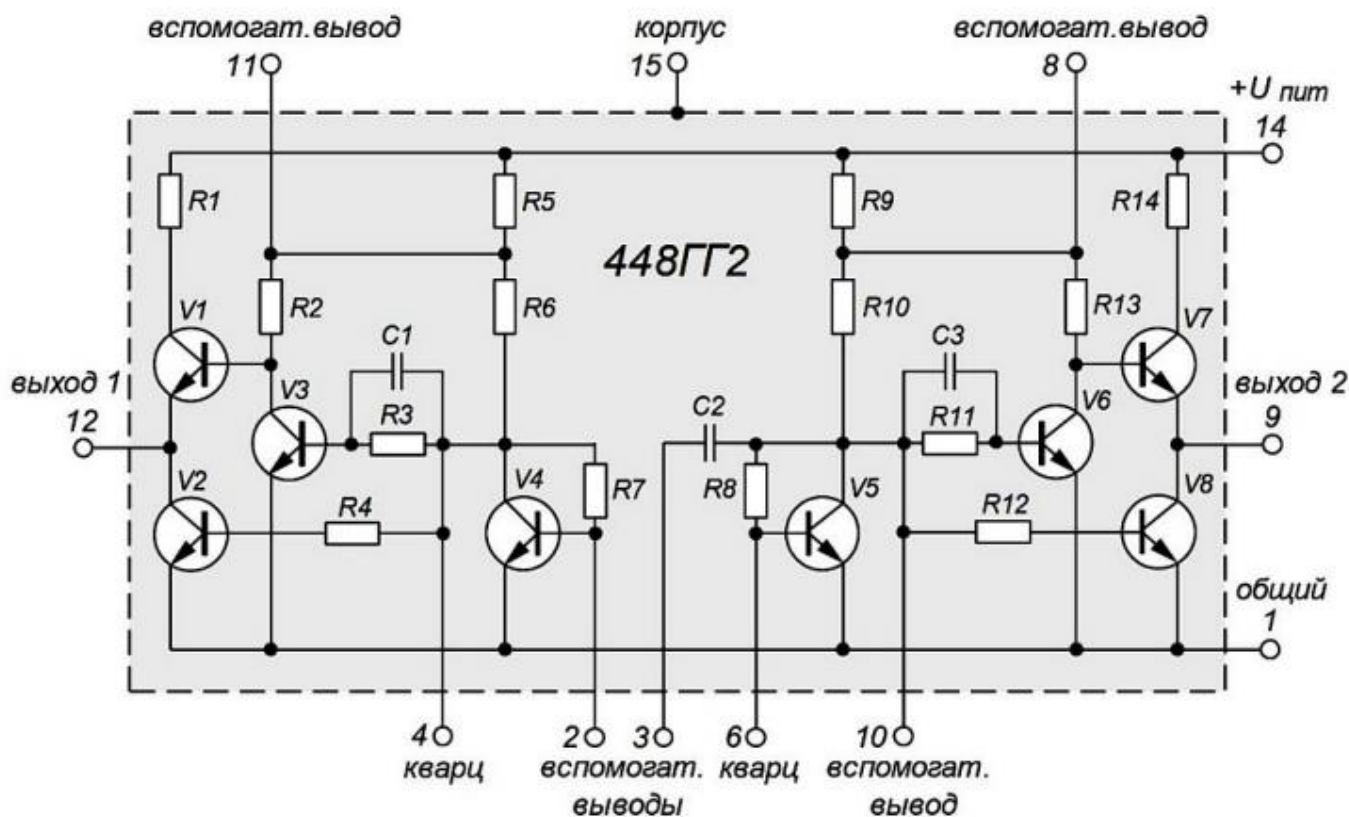 вспомогат.вывод
11
корпус
15
вспомогат.вывод
8
+U пит
14
R1
R5
R9
R14
448ГГ2
V1
R2
R6
R10
R13
V7
C1
C3
выход 1
12
V3
R3
C2
R11
V6
выход 2
9
V2
R4
V4
R7
R8
V5
R12
V8
общий
1
4
кварц
2
3
вспомогат.
выводы
6
кварц
10
вспомогат.
вывод